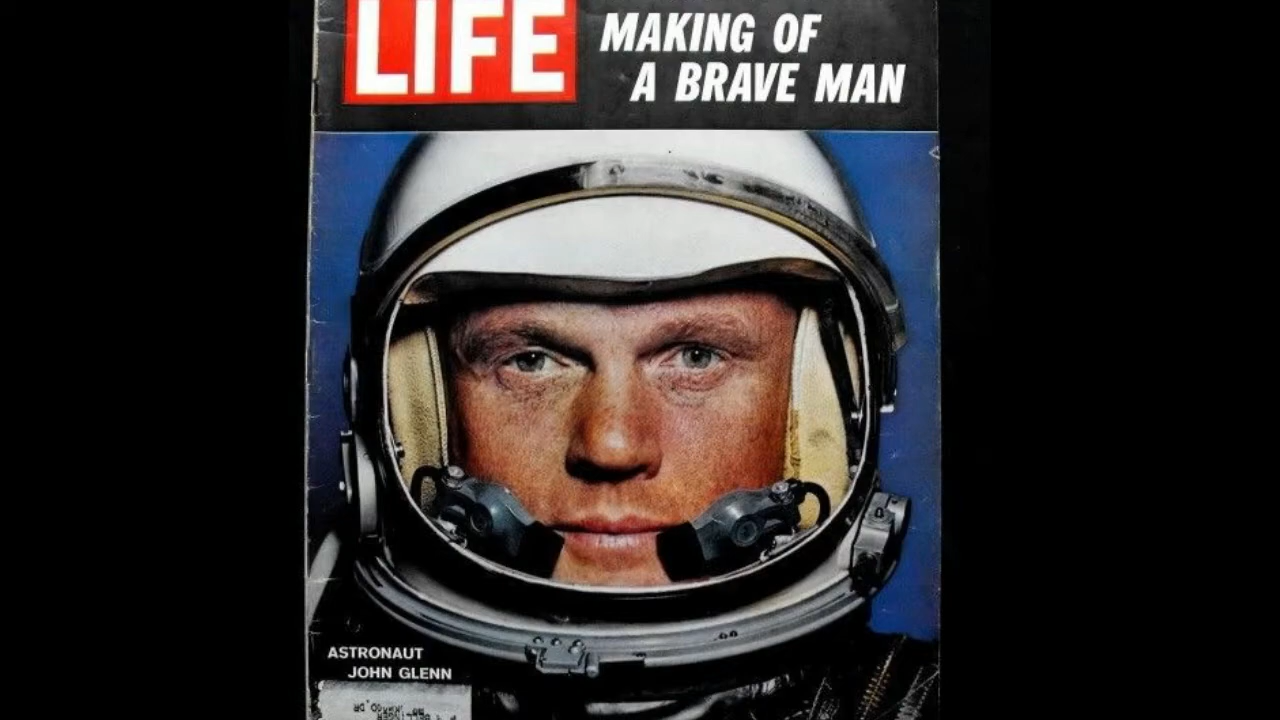 LIFE
MAKING OF
A BRAVE MAN
ASTRONAUT
JOHN GLENN